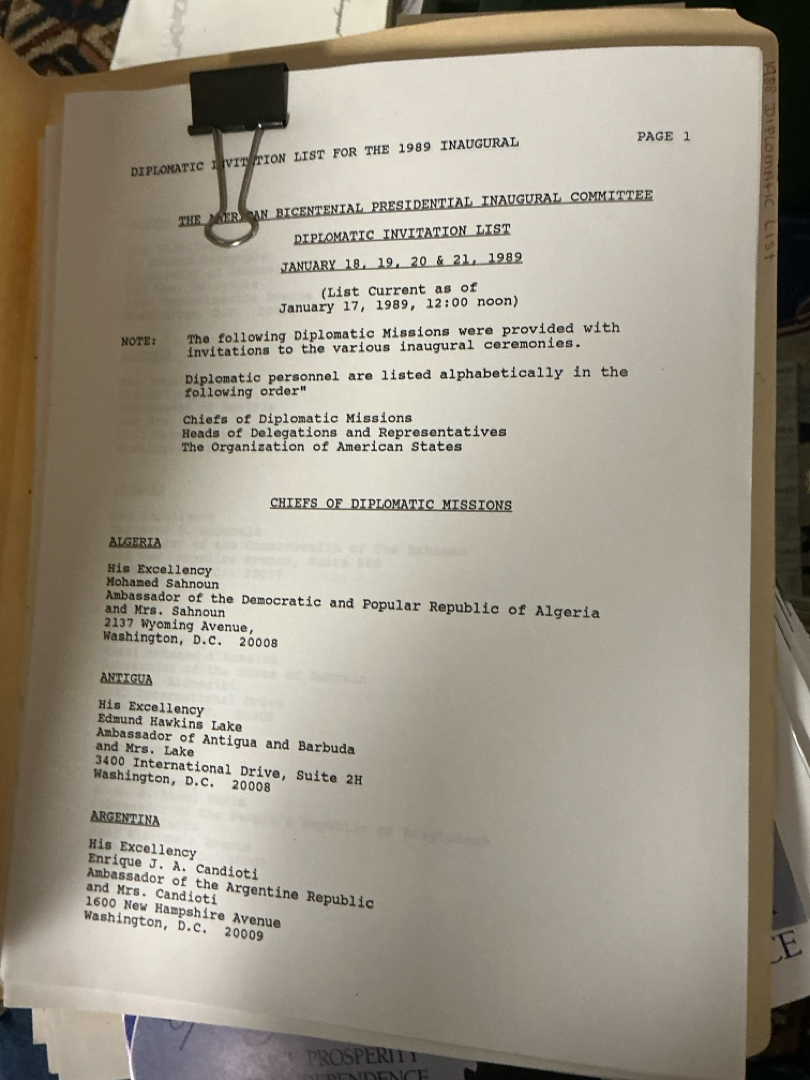 DIPLOMATIC INVITATION LIST FOR THE 1989 INAUGURAL PAGE 1
THE AMERICAN BICENTENIAL PRESIDENTIAL INAUGURAL COMMITTEE
DIPLOMATIC INVITATION LIST
JANUARY 18, 19, 20 & 21, 1989
(List Current as of
January 17, 1989, 12:00 noon)
NOTE: The following Diplomatic Missions were provided with
invitations to the various inaugural ceremonies.
Diplomatic personnel are listed alphabetically in the
following order"
Chiefs of Diplomatic Missions
Heads of Delegations and Representatives
The Organization of American States
CHIEFS OF DIPLOMATIC MISSIONS
ALGERIA
His Excellency
Mohamed Sahnoun
Ambassador of the Democratic and Popular Republic of Algeria
and Mrs. Sahnoun
2137 Wyoming Avenue,
Washington, D.C. 20008
ANTIGUA
His Excellency
Edmund Hawkins Lake
Ambassador of Antigua and Barbuda
and Mrs. Lake
3400 International Drive, Suite 2H
Washington, D.C. 20008
ARGENTINA
His Excellency
Enrique J. A. Candioti
Ambassador of the Argentine Republic
and Mrs. Candioti
1600 New Hampshire Avenue
Washington, D.C. 20009
DIPLOMATIC LIST
PROSPERITY